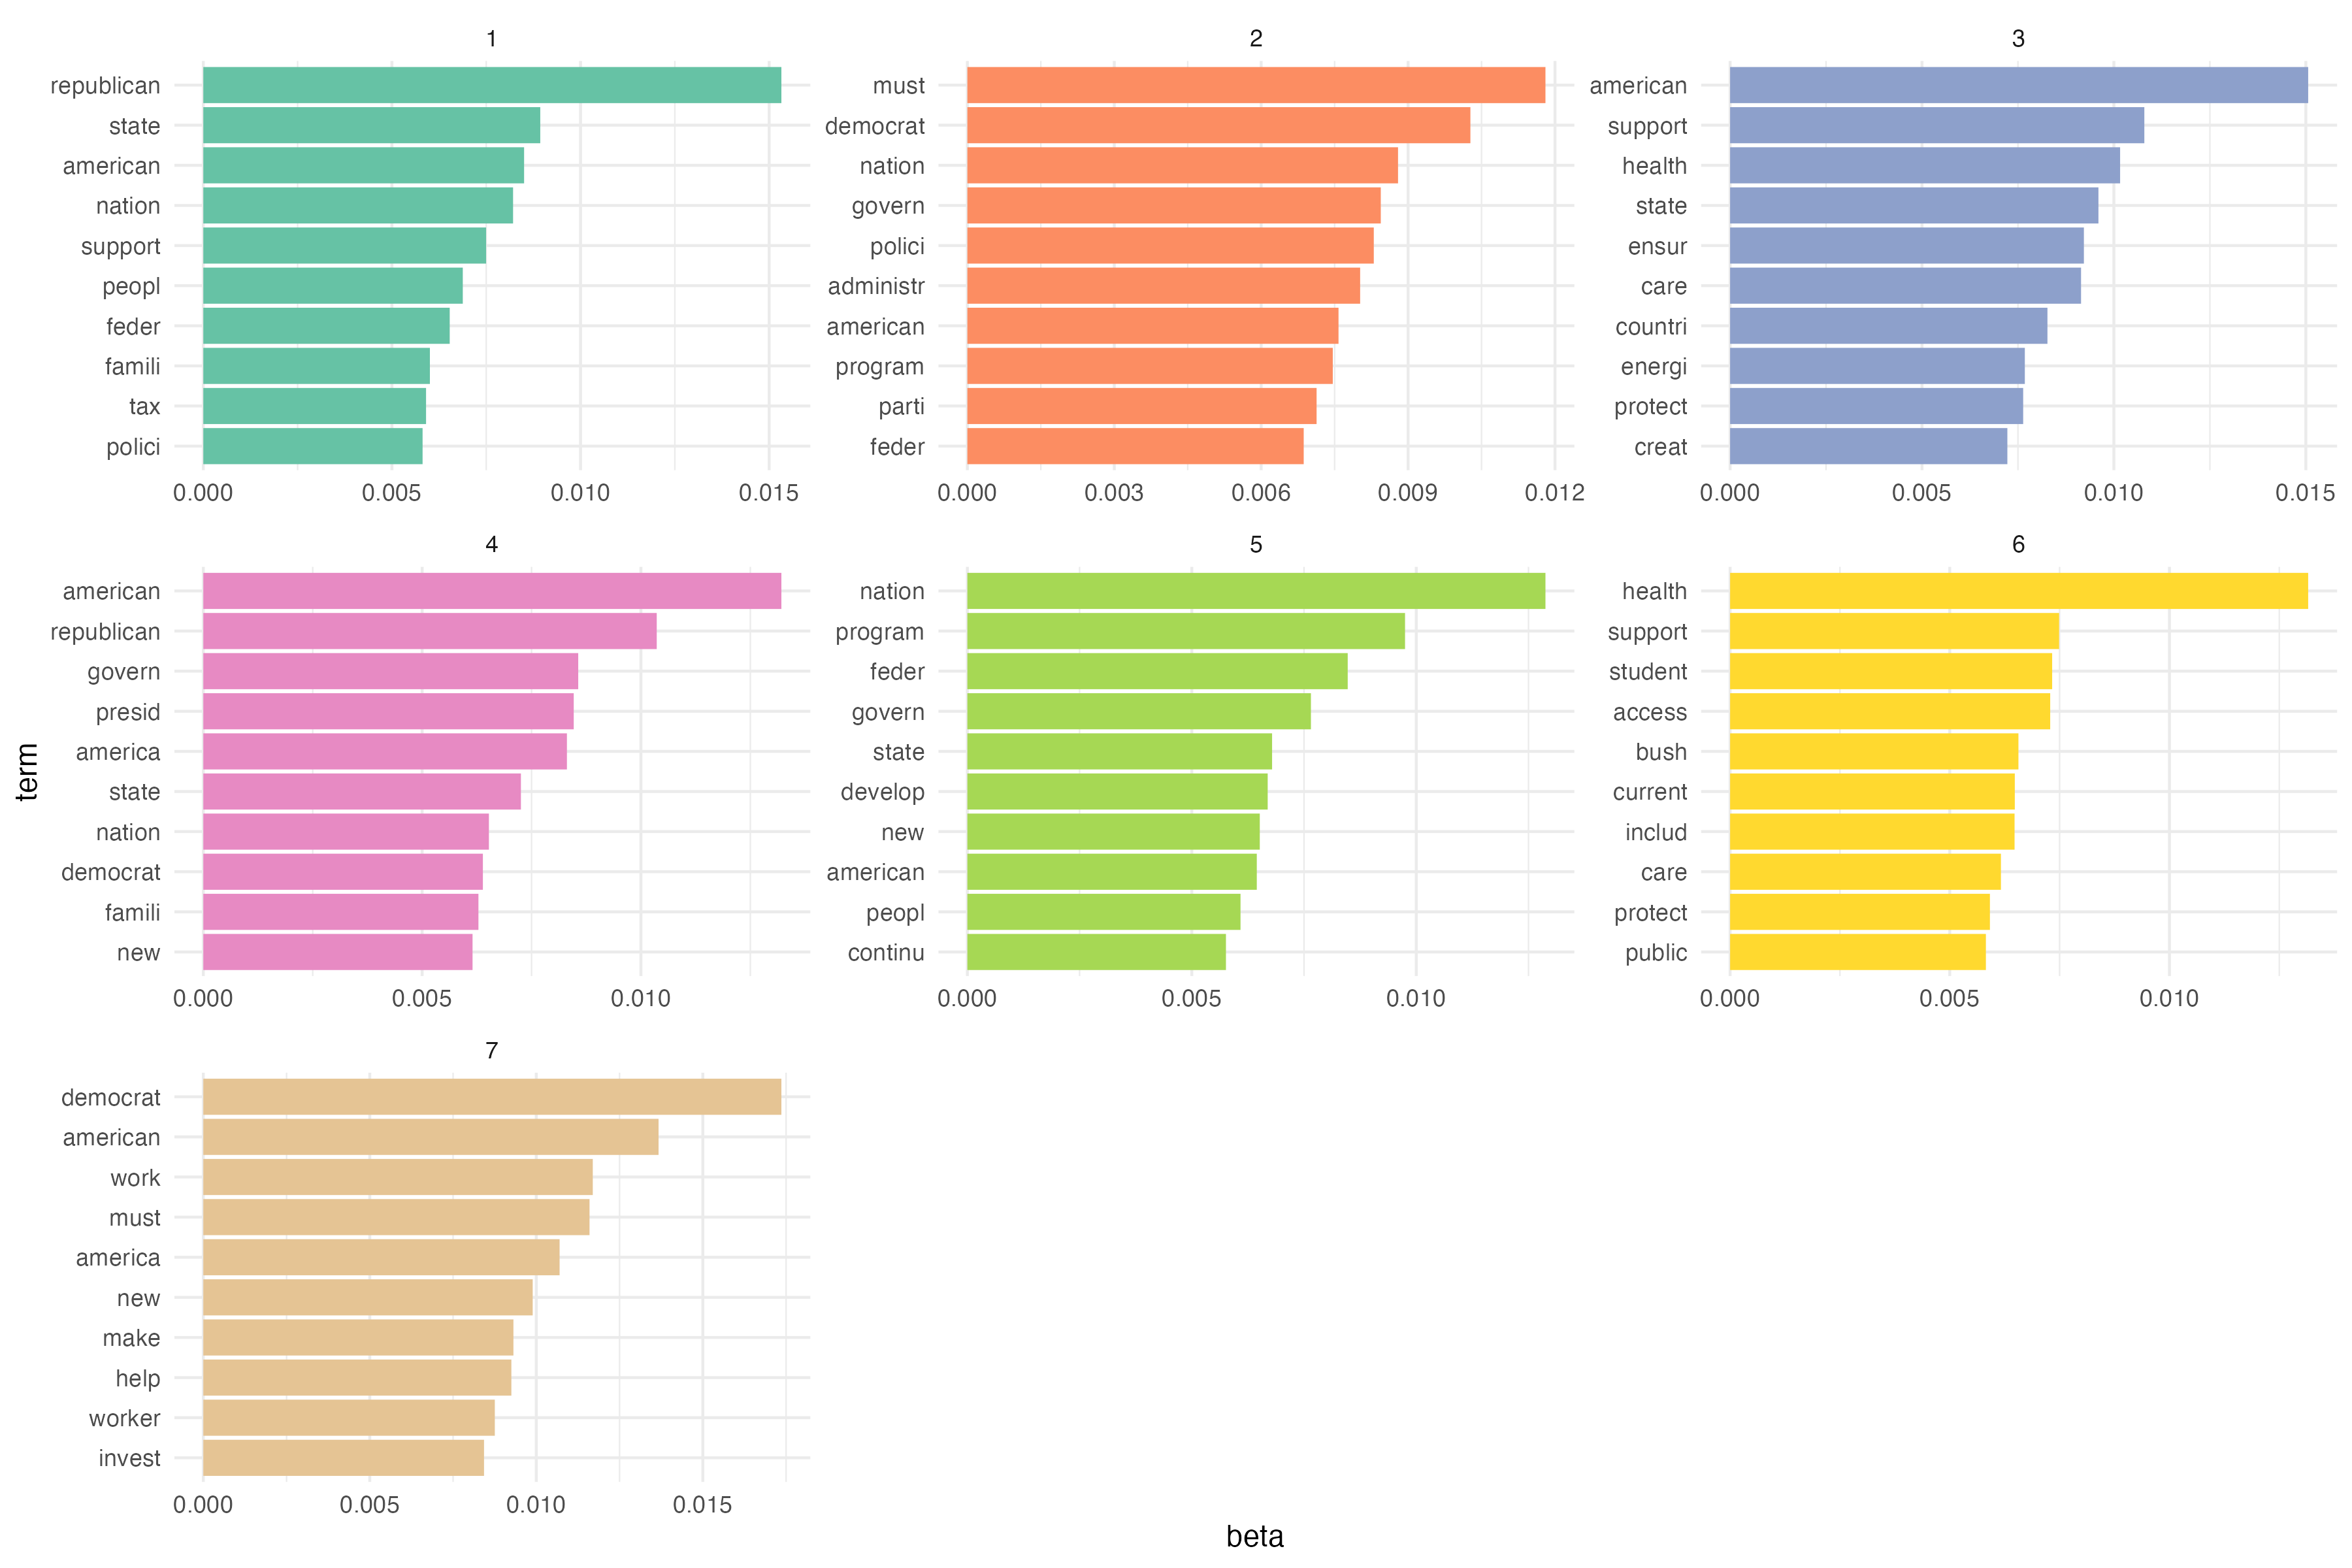 1
republican
state
american
nation
support
peopl
feder
famili
tax
polici
0.000 0.005 0.010 0.015
2
must
democrat
nation
govern
polici
administr
american
program
parti
feder
0.000 0.003 0.006 0.009 0.012
3
american
support
health
state
ensur
care
countri
energi
protect
creat
0.000 0.005 0.010 0.015
4
american
republican
govern
presid
america
state
nation
democrat
famili
new
0.000 0.005 0.010
5
nation
program
feder
govern
state
develop
new
american
peopl
continu
0.000 0.005 0.010
6
health
support
student
access
bush
current
includ
care
protect
public
0.000 0.005 0.010
7
democrat
american
work
must
america
new
make
help
worker
invest
0.000 0.005 0.010 0.015
term
beta